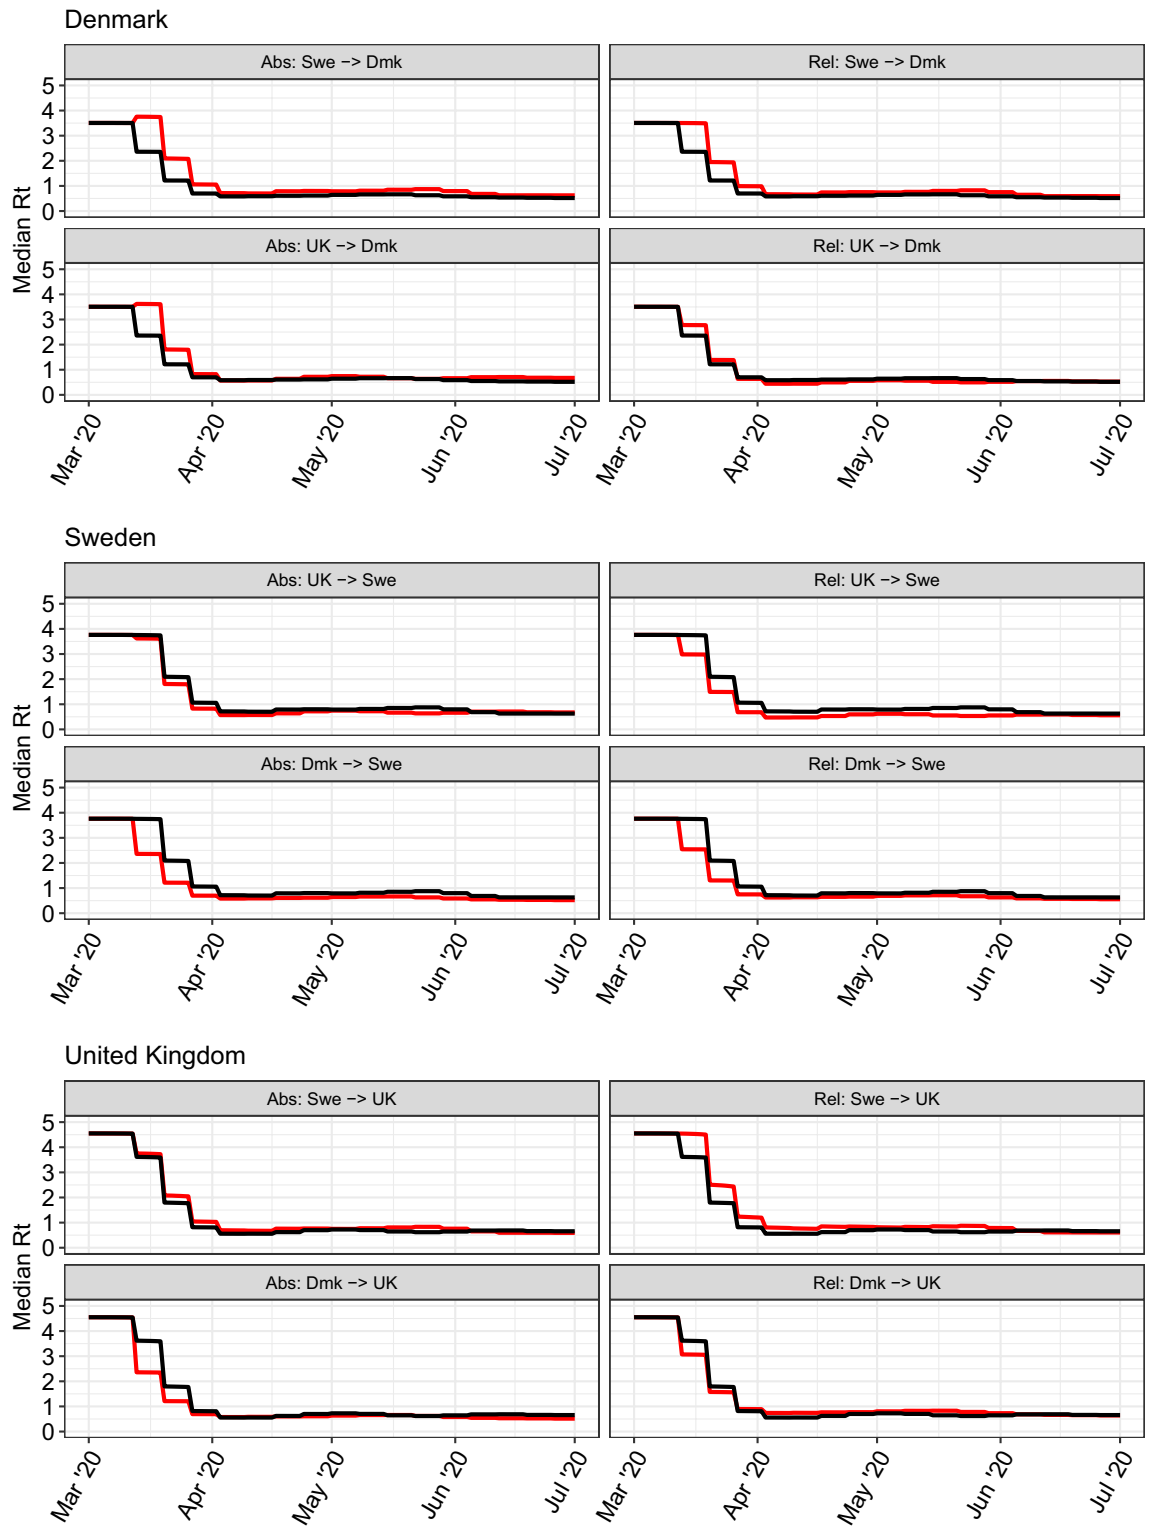 Denmark
Abs: Swe −> Dmk
Rel: Swe −> Dmk
5
4
3
2
1
0
Abs: UK −> Dmk
Rel: UK −> Dmk
5
4
3
2
1
0
Median Rt
Mar '20
Apr '20
May '20
Jun '20
Jul '20
Mar '20
Apr '20
May '20
Jun '20
Jul '20
Sweden
Abs: UK −> Swe
Rel: UK −> Swe
5
4
3
2
1
0
Abs: Dmk −> Swe
Rel: Dmk −> Swe
5
4
3
2
1
0
Median Rt
Mar '20
Apr '20
May '20
Jun '20
Jul '20
Mar '20
Apr '20
May '20
Jun '20
Jul '20
United Kingdom
Abs: Swe −> UK
Rel: Swe −> UK
5
4
3
2
1
0
Abs: Dmk −> UK
Rel: Dmk −> UK
5
4
3
2
1
0
Median Rt
Mar '20
Apr '20
May '20
Jun '20
Jul '20
Mar '20
Apr '20
May '20
Jun '20
Jul '20